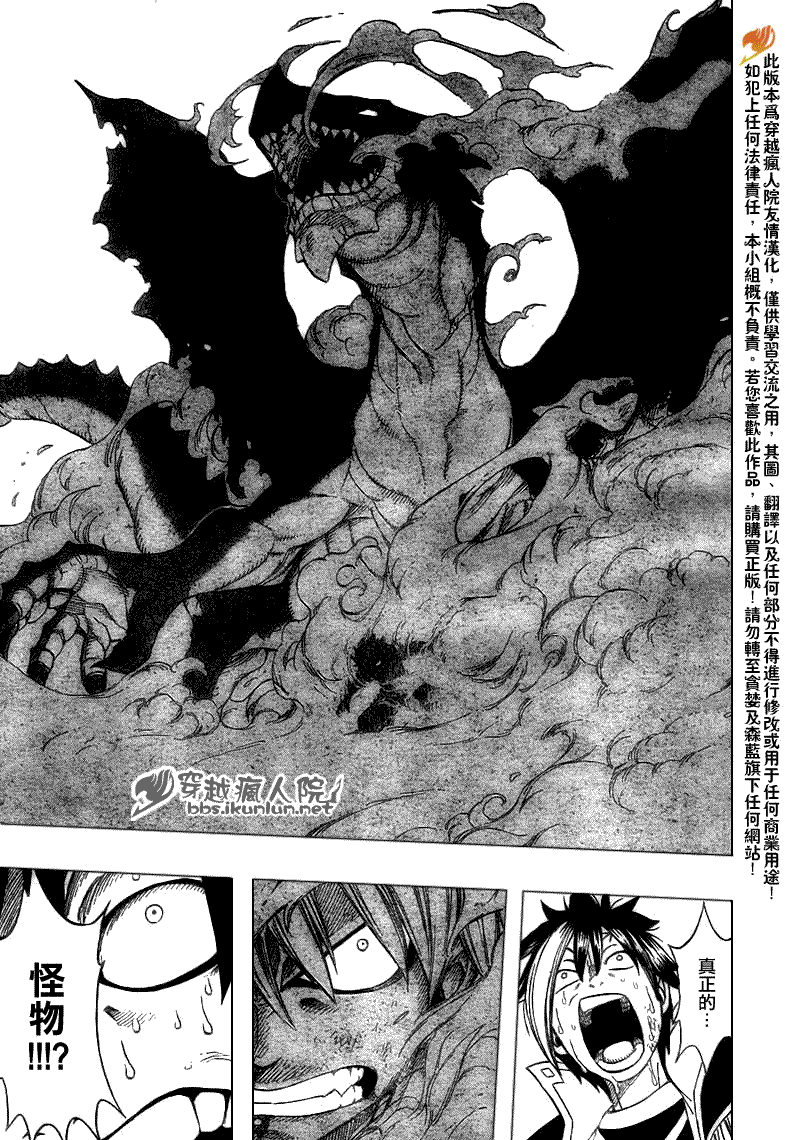 此版本爲穿越瘋人院友情漢化，僅供學習交流之用，其圖、翻譯以及任何部分不得進行修改或用于任何商業用途！
如犯上任何法律責任，本小組概不負責。若您喜歡此作品，請購買正版！請勿轉至貪婪及森藍旗下任何網站！
穿越瘋人院
bbs.ikunlun.net
真正的…
怪物!!!?